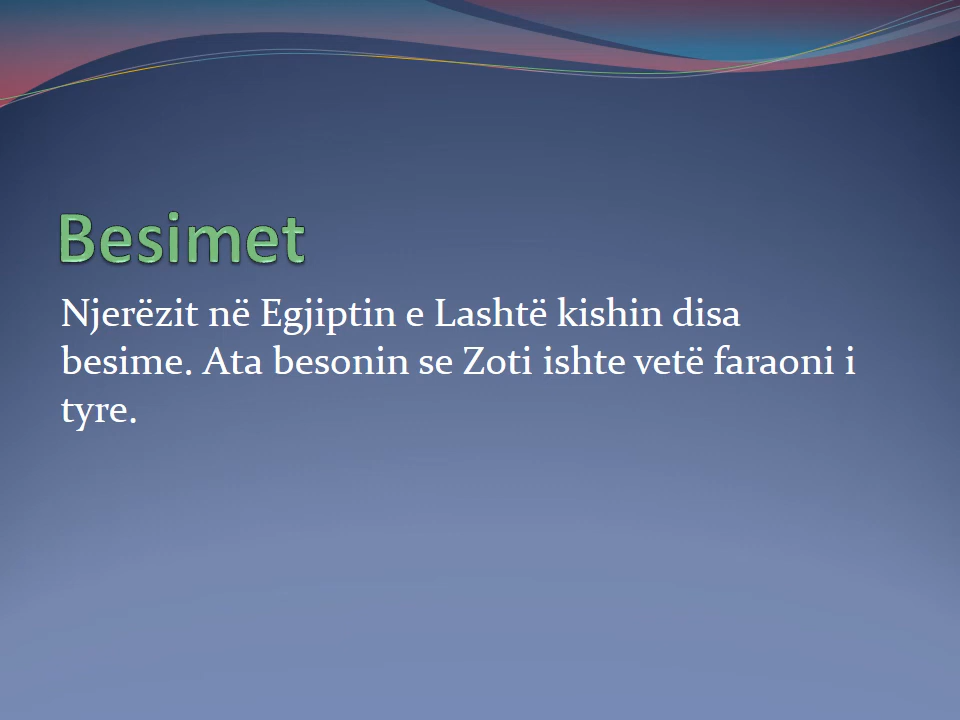 Besimet
Njerëzit në Egjiptin e Lashtë kishin disa
besime. Ata besonin se Zoti ishte vetë faraoni i
tyre.